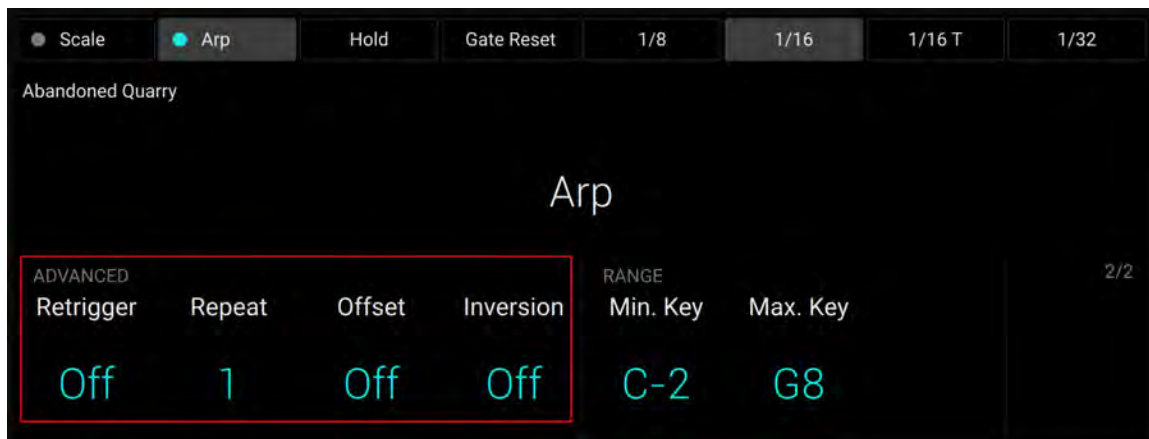 Scale Arp Hold Gate Reset 1/8 1/16 1/16 T 1/32
Abandoned Quarry
Arp
ADVANCED RANGE 2/2
Retrigger Repeat Offset Inversion Min. Key Max. Key
Off 1 Off Off C-2 G8